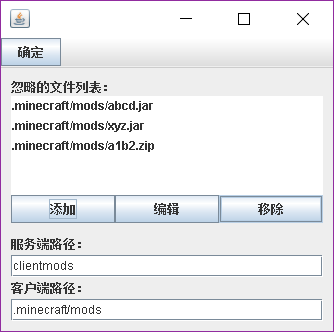 确定
忽略的文件列表：
.minecraft/mods/abcd.jar
.minecraft/mods/xyz.jar
.minecraft/mods/a1b2.zip
添加 编辑 移除
服务端路径：
clientmods
客户端路径：
.minecraft/mods